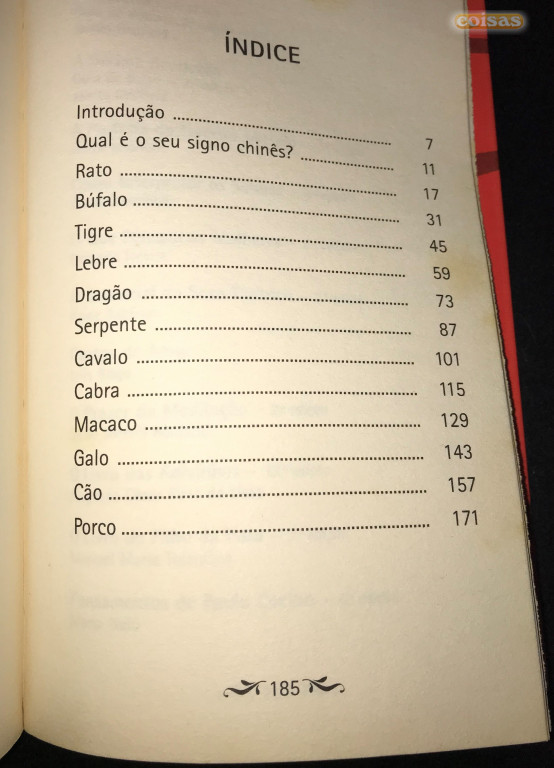 coisas
ÍNDICE
Introdução ........ 7
Qual é o seu signo chinês? ........ 11
Rato ........ 17
Búfalo ........ 31
Tigre ........ 45
Lebre ........ 59
Dragão ........ 73
Serpente ........ 87
Cavalo ........ 101
Cabra ........ 115
Macaco ........ 129
Galo ........ 143
Cão ........ 157
Porco ........ 171
185